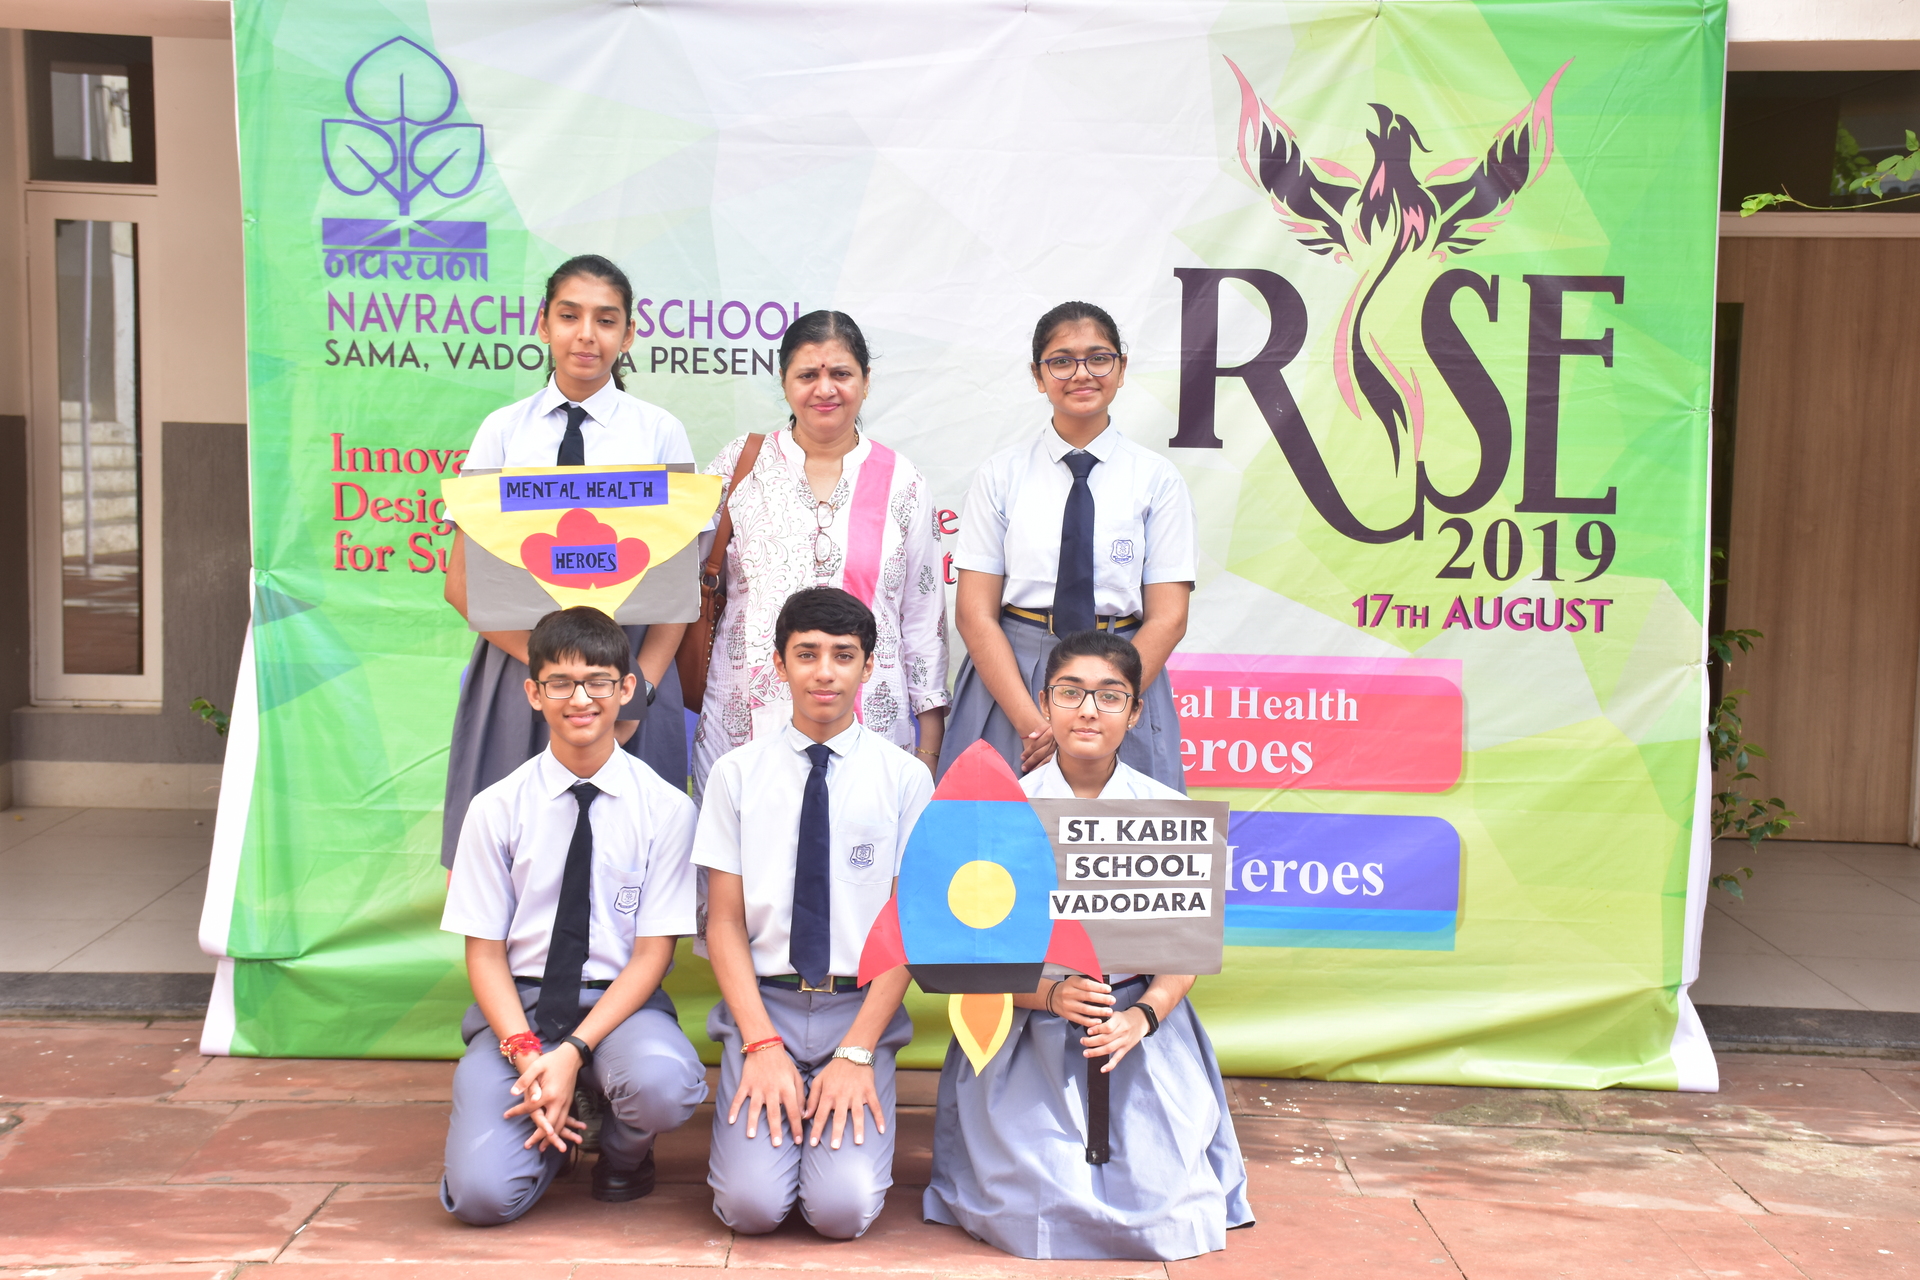 नवरचना
NAVRACHA SCHOOL
SAMA, VADO A PRESENT
Innova
Desig e
for Su t
RISE
2019
17TH AUGUST
MENTAL HEALTH
HEROES
tal Health
eroes
Heroes
ST. KABIR
SCHOOL,
VADODARA